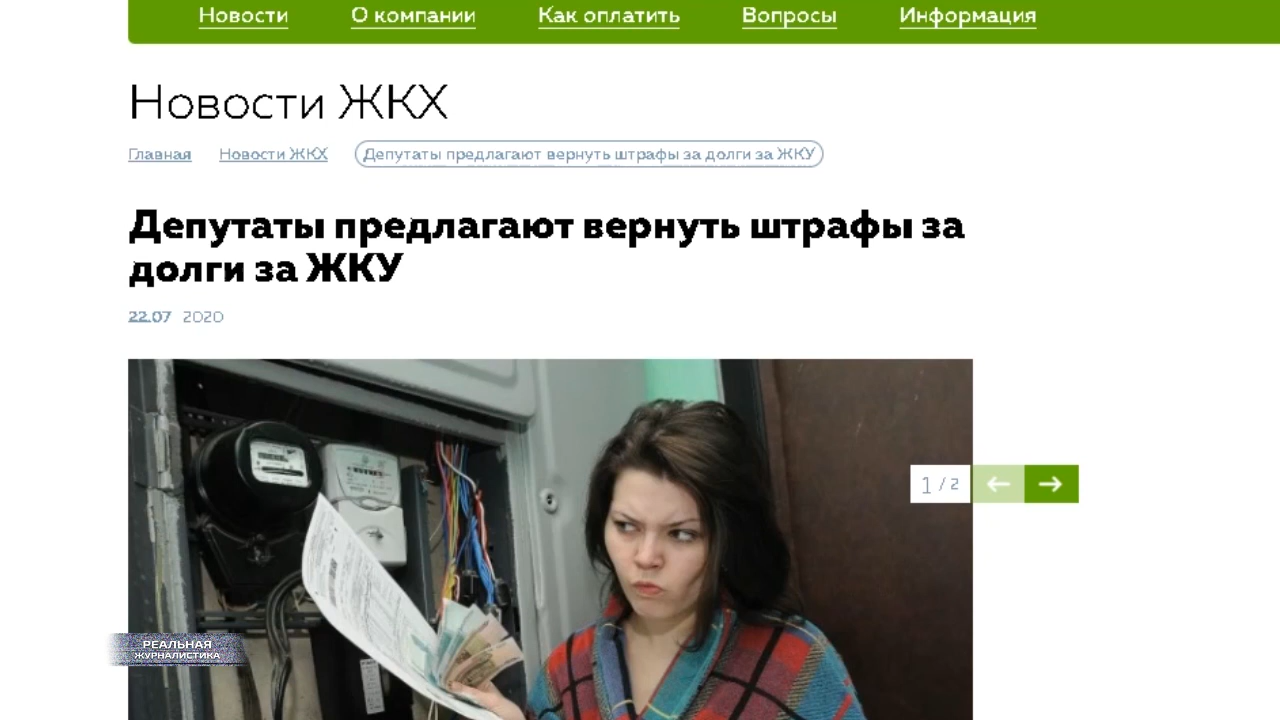 Новости О компании Как оплатить Вопросы Информация
Новости ЖКХ
Главная Новости ЖКХ Депутаты предлагают вернуть штрафы за долги за ЖКУ
Депутаты предлагают вернуть штрафы за
долги за ЖКУ
22.07 2020
1 / 2
РЕАЛЬНАЯ
ЖУРНАЛИСТИКА